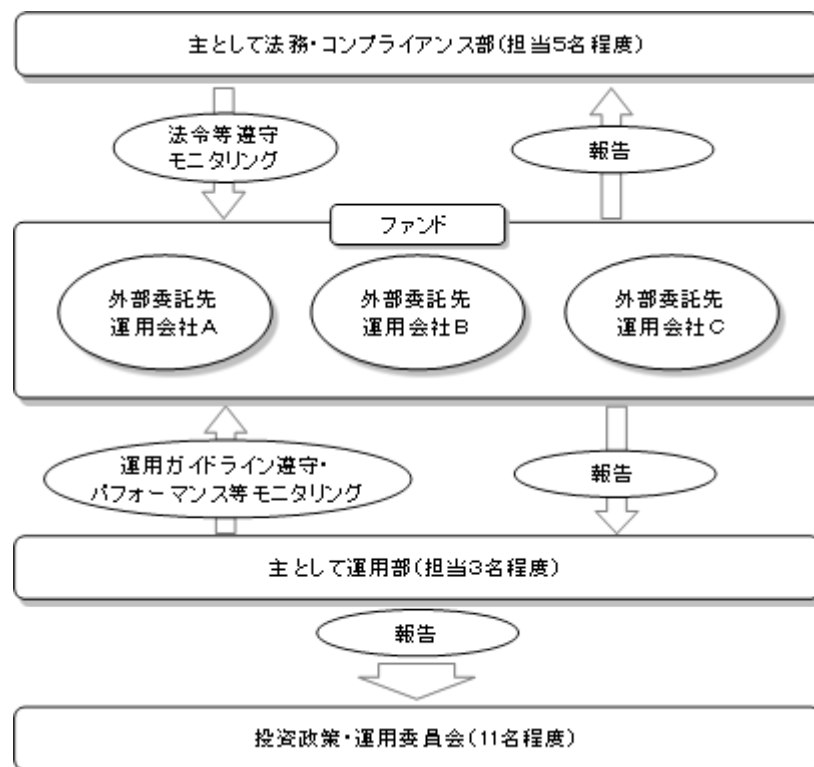 主として法務・コンプライアンス部(担当5名程度)
法令等遵守
モニタリング
報告
ファンド
外部委託先
運用会社A
外部委託先
運用会社B
外部委託先
運用会社C
運用ガイドライン遵守・
パフォーマンス等モニタリング
報告
主として運用部(担当3名程度)
報告
投資政策・運用委員会(11名程度)